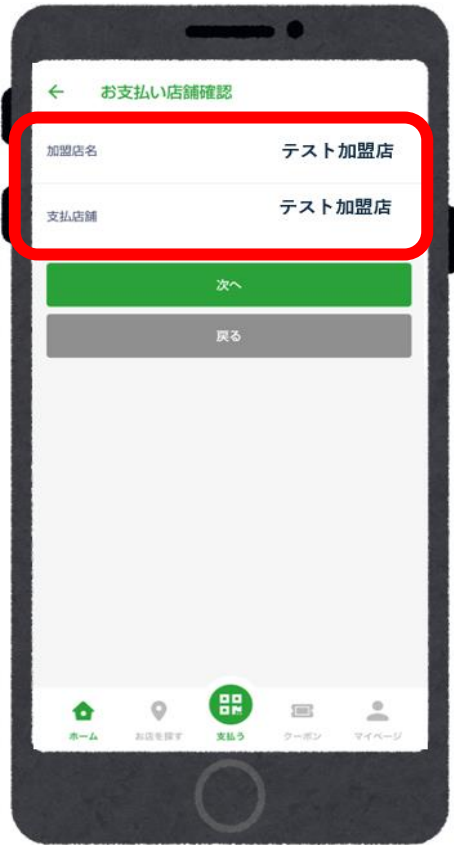 お支払い店舗確認
加盟店名 テスト加盟店
支払店舗 テスト加盟店
次へ
戻る
ホーム お店を探す 支払う クーポン マイページ